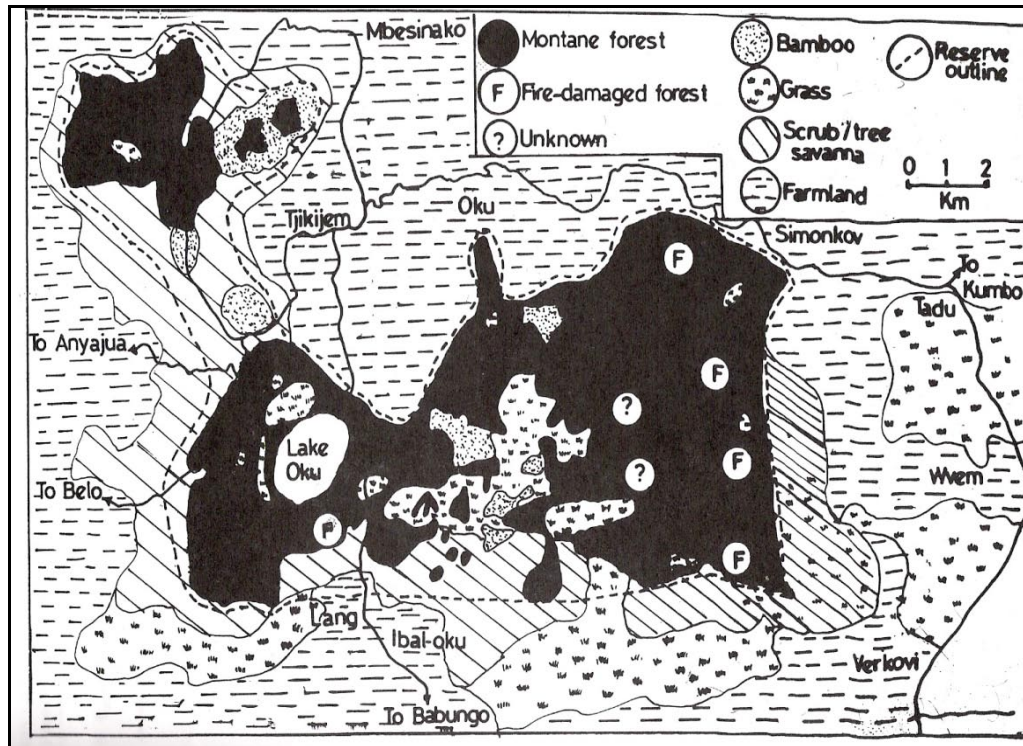 Mbesinako
Montane forest
F
Fire-damaged forest
?
Unknown
Bamboo
Grass
Scrub/tree
savanna
Farmland
Reserve
outline
0 1 2
Km
Tjikijem
Oku
Simonkov
To
Kumbo
Tadu
F
To Anyajua
F
?
Lake
Oku
F
?
Wvem
To Belo
F
F
Lang
Ibal-oku
Verkovi
To Babungo